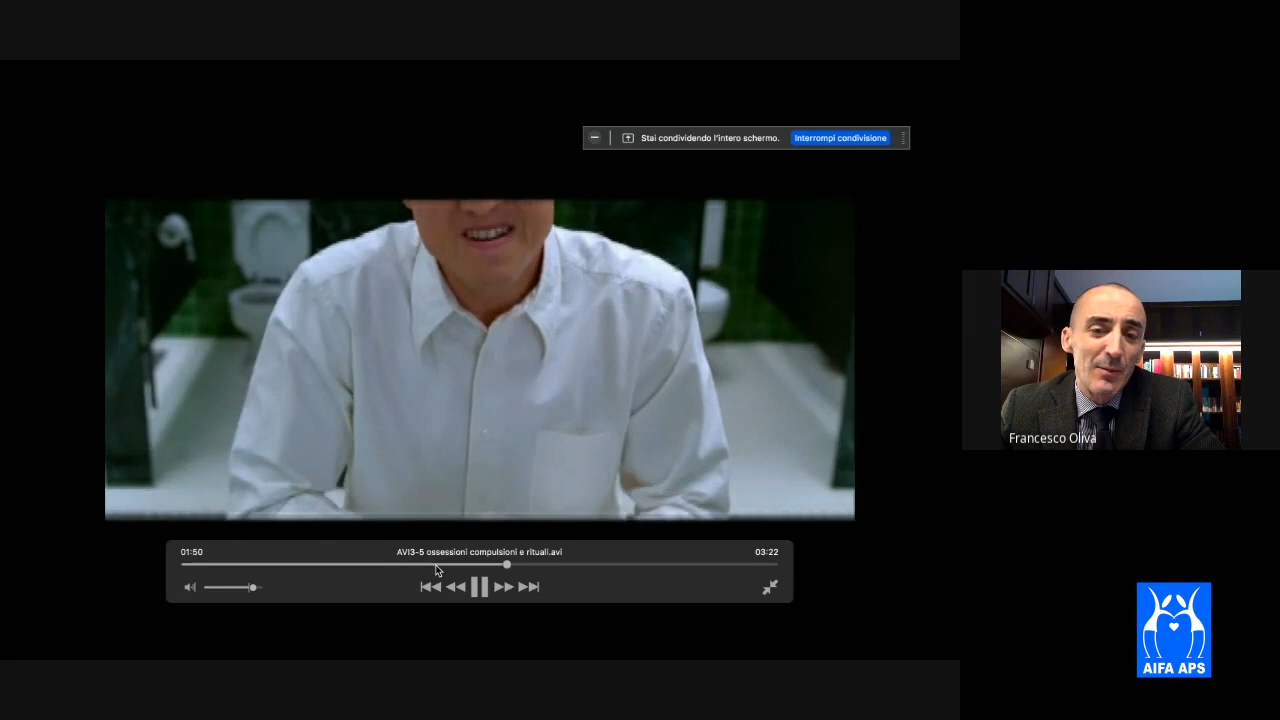 Stai condividendo l'intero schermo. Interrompi condivisione
01:50 AVI3-5 ossessioni compulsioni e rituali.avi 03:22
Francesco Oliva
AIFA APS